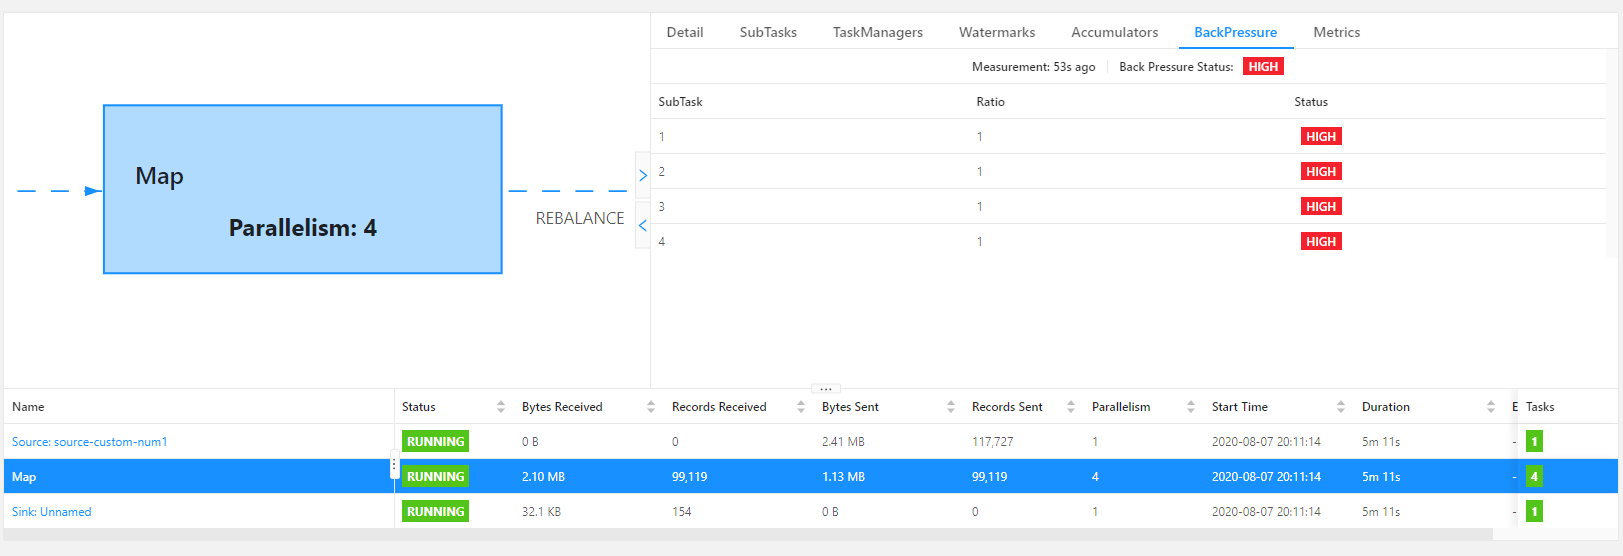 Detail SubTasks TaskManagers Watermarks Accumulators BackPressure Metrics
Measurement: 53s ago Back Pressure Status: HIGH
SubTask Ratio Status
1 1 HIGH
2 1 HIGH
3 1 HIGH
4 1 HIGH
Map
Parallelism: 4
REBALANCE
Name Status Bytes Received Records Received Bytes Sent Records Sent Parallelism Start Time Duration E Tasks
Source: source-custom-num1 RUNNING 0 B 0 2.41 MB 117,727 1 2020-08-07 20:11:14 5m 11s - 1
Map RUNNING 2.10 MB 99,119 1.13 MB 99,119 4 2020-08-07 20:11:14 5m 11s - 4
Sink: Unnamed RUNNING 32.1 KB 154 0 B 0 1 2020-08-07 20:11:14 5m 11s - 1